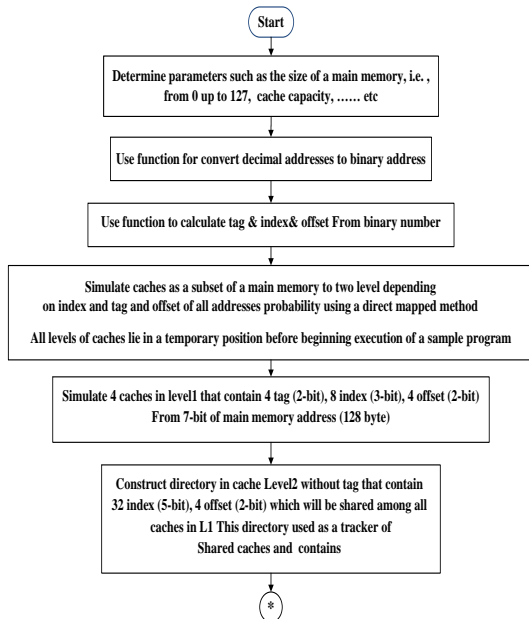 Start
Determine parameters such as the size of a main memory, i.e. ,
from 0 up to 127, cache capacity, …… etc
Use function for convert decimal addresses to binary address
Use function to calculate tag & index& offset From binary number
Simulate caches as a subset of a main memory to two level depending
on index and tag and offset of all addresses probability using a direct mapped method
All levels of caches lie in a temporary position before beginning execution of a sample program
Simulate 4 caches in level1 that contain 4 tag (2-bit), 8 index (3-bit), 4 offset (2-bit)
From 7-bit of main memory address (128 byte)
Construct directory in cache Level2 without tag that contain
32 index (5-bit), 4 offset (2-bit) which will be shared among all
caches in L1 This directory used as a tracker of
Shared caches and contains
*